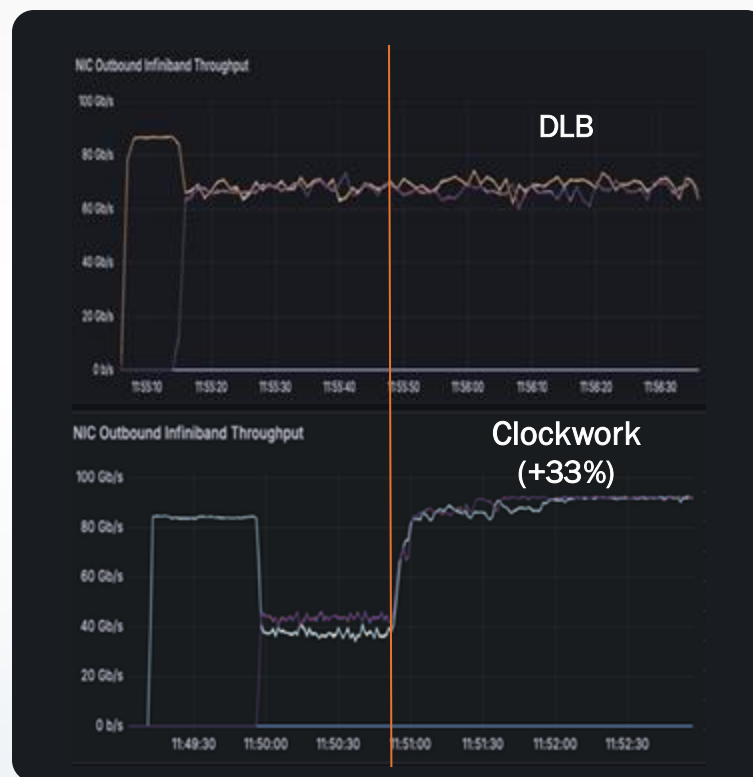 NIC Outbound Infiniband Throughput
100 Gb/s
DLB
80 Gb/s
60 Gb/s
40 Gb/s
20 Gb/s
0 b/s
11:55:10 11:55:20 11:55:30 11:55:40 11:55:50 11:56:00 11:56:10 11:56:20 11:56:30
NIC Outbound Infiniband Throughput
Clockwork
(+33%)
100 Gb/s
80 Gb/s
60 Gb/s
40 Gb/s
20 Gb/s
0 b/s
11:49:30 11:50:00 11:50:30 11:51:00 11:51:30 11:52:00 11:52:30